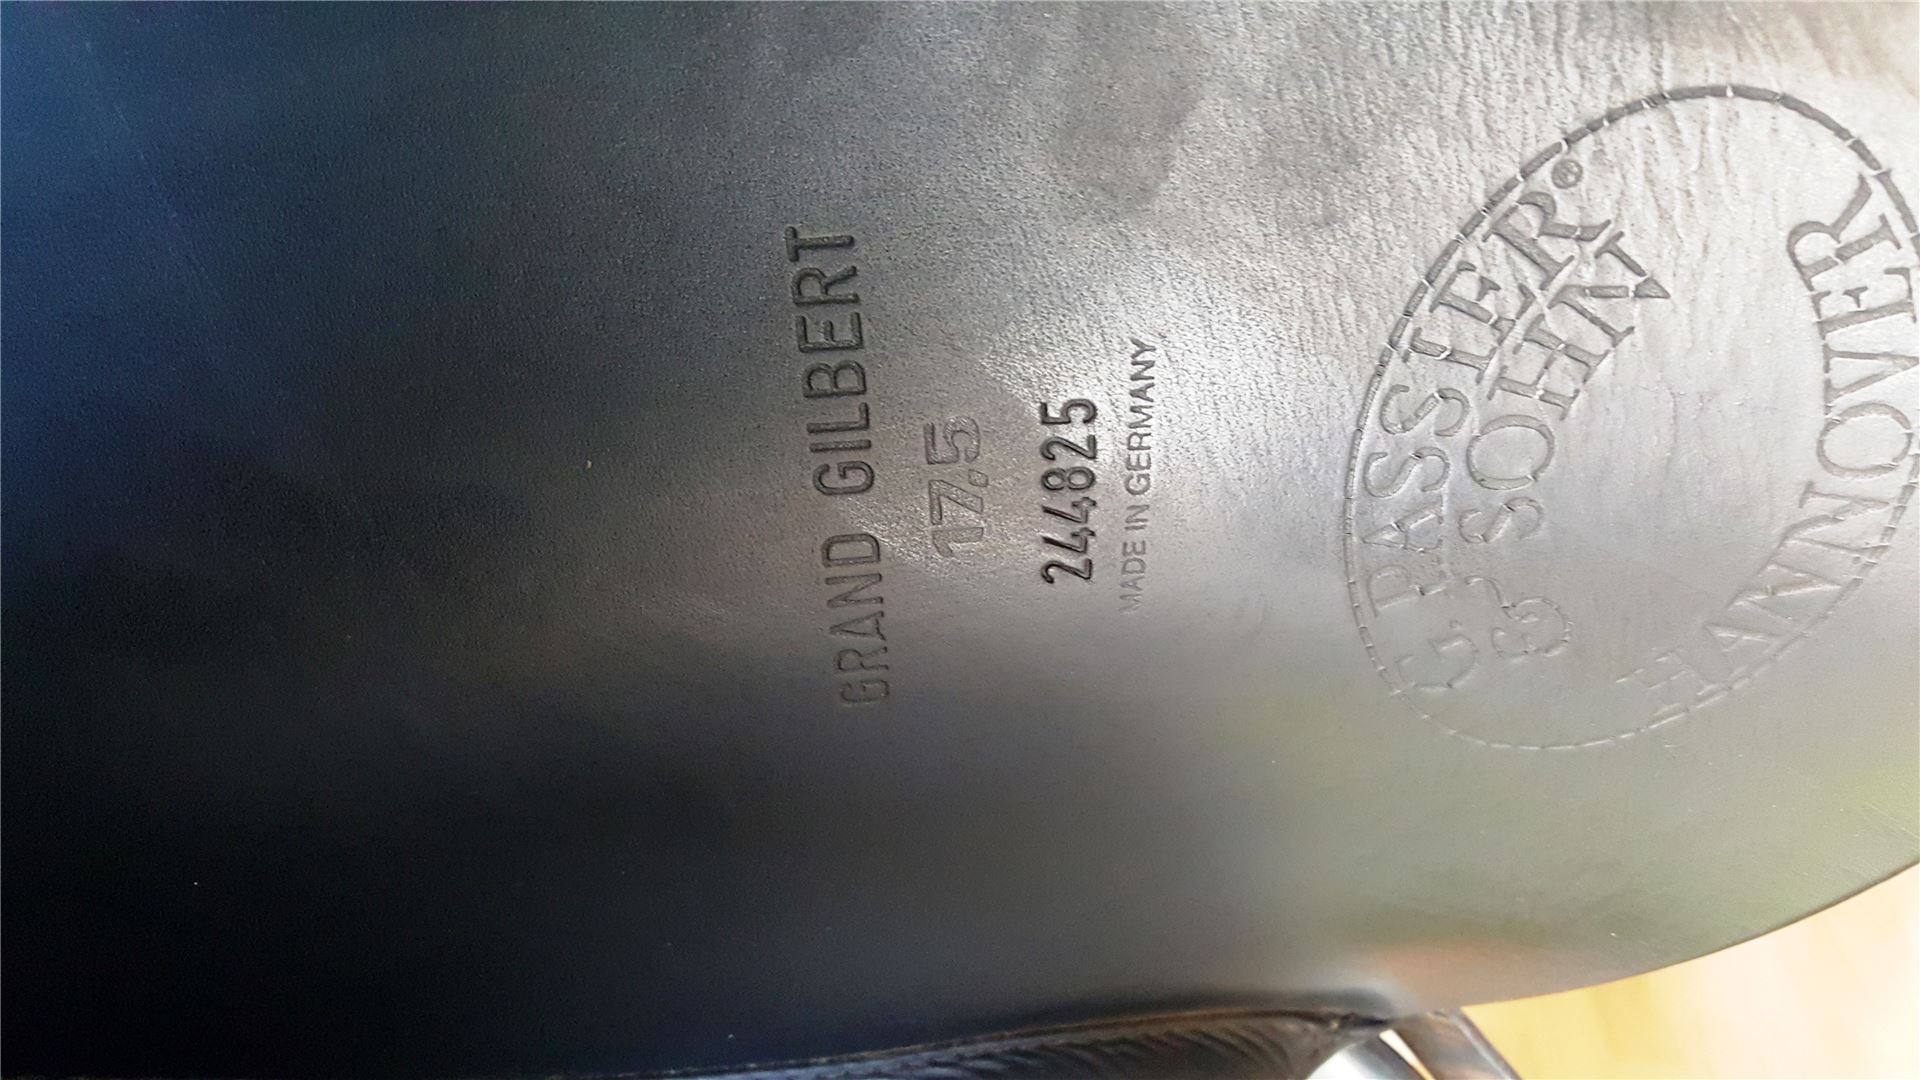 GRAND GILBERT
17,5
244825
MADE IN GERMANY
G. PASSIER®
& SOHN
HANNOVER